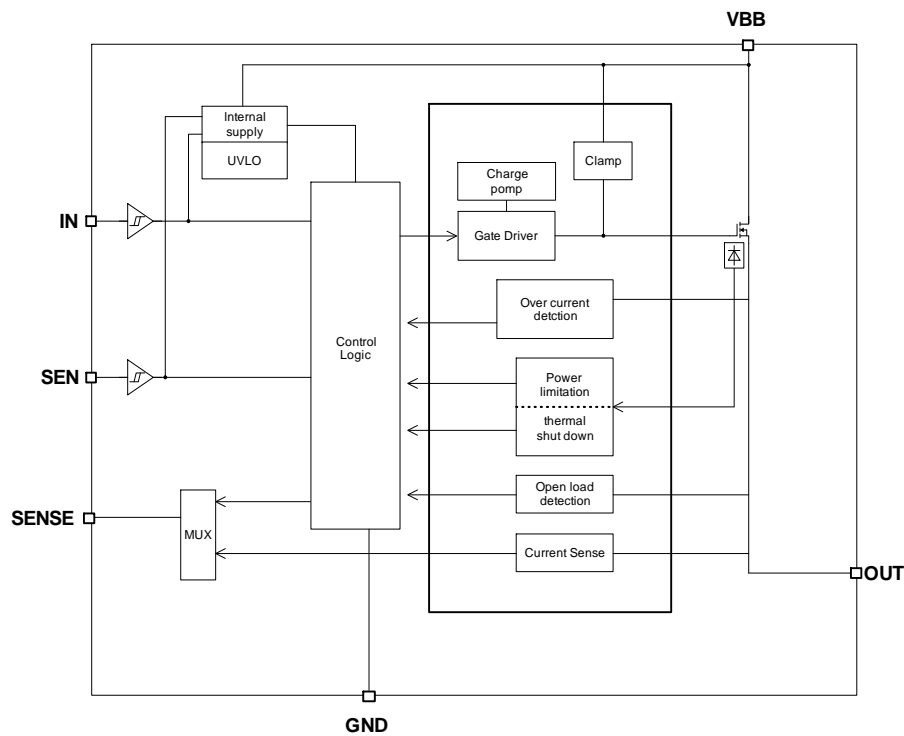 VBB
Internal
supply
UVLO
Clamp
Charge
pomp
IN
Gate Driver
Over current
detction
Control
Logic
SEN
Power
limitation
thermal
shut down
Open load
detection
SENSE
MUX
Current Sense
OUT
GND